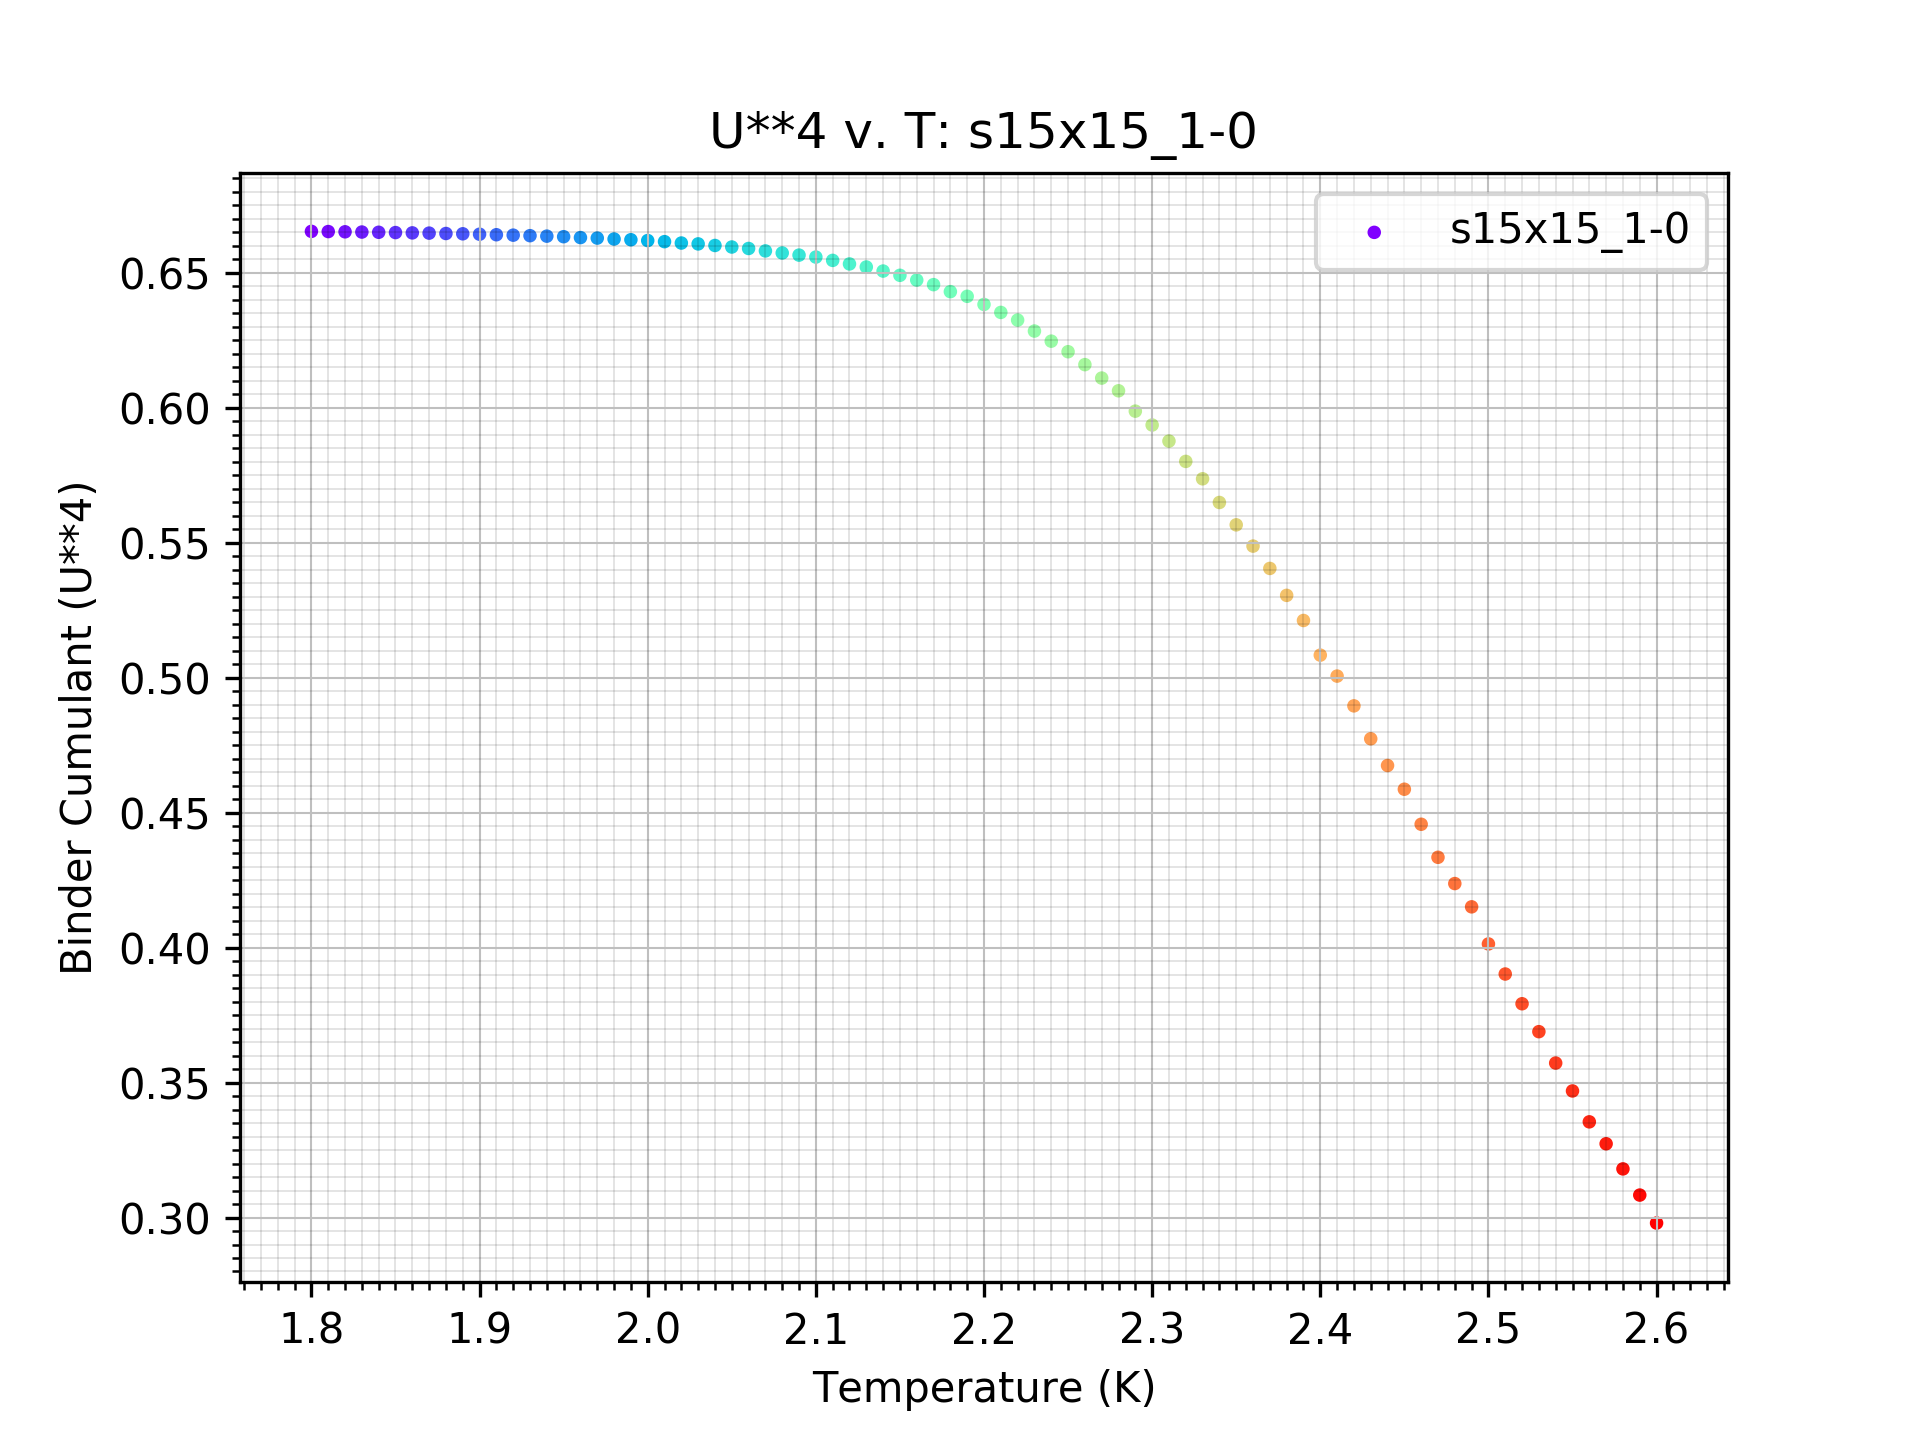 U**4 v. T: s15x15_1-0
s15x15_1-0
Binder Cumulant (U**4)
0.65
0.60
0.55
0.50
0.45
0.40
0.35
0.30
1.8 1.9 2.0 2.1 2.2 2.3 2.4 2.5 2.6
Temperature (K)